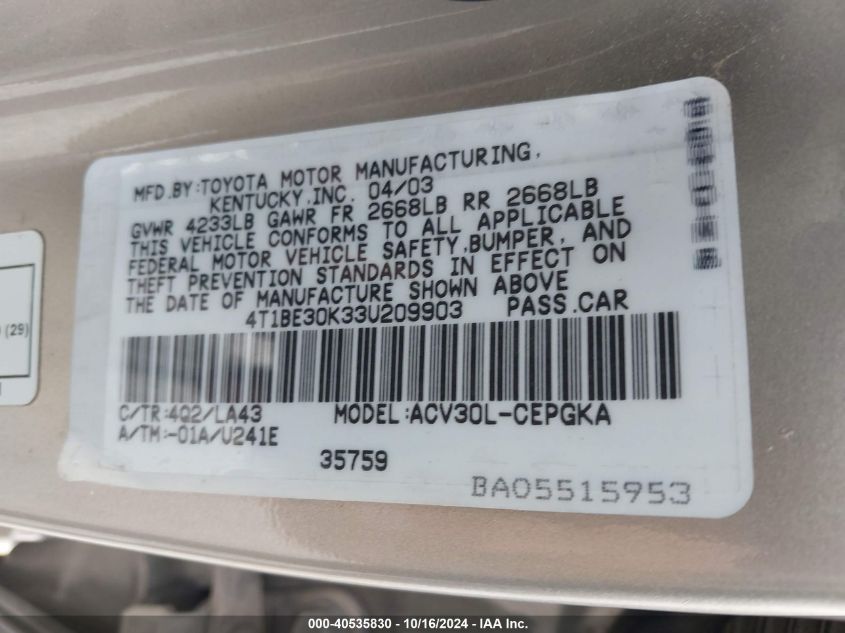 MFD.BY:TOYOTA MOTOR MANUFACTURING,
KENTUCKY,INC. 04/03
GVWR 4233LB GAWR FR 2668LB RR 2668LB
THIS VEHICLE CONFORMS TO ALL APPLICABLE
FEDERAL MOTOR VEHICLE SAFETY,BUMPER, AND
THEFT PREVENTION STANDARDS IN EFFECT ON
THE DATE OF MANUFACTURE SHOWN ABOVE
4T1BE30K33U209903 PASS.CAR
C/TR:4Q2/LA43 MODEL:ACV30L-CEPGKA
A/TM:-01A/U241E
35759
BA05515953
(29)
000-40535830 - 10/16/2024 - © IAA Inc.